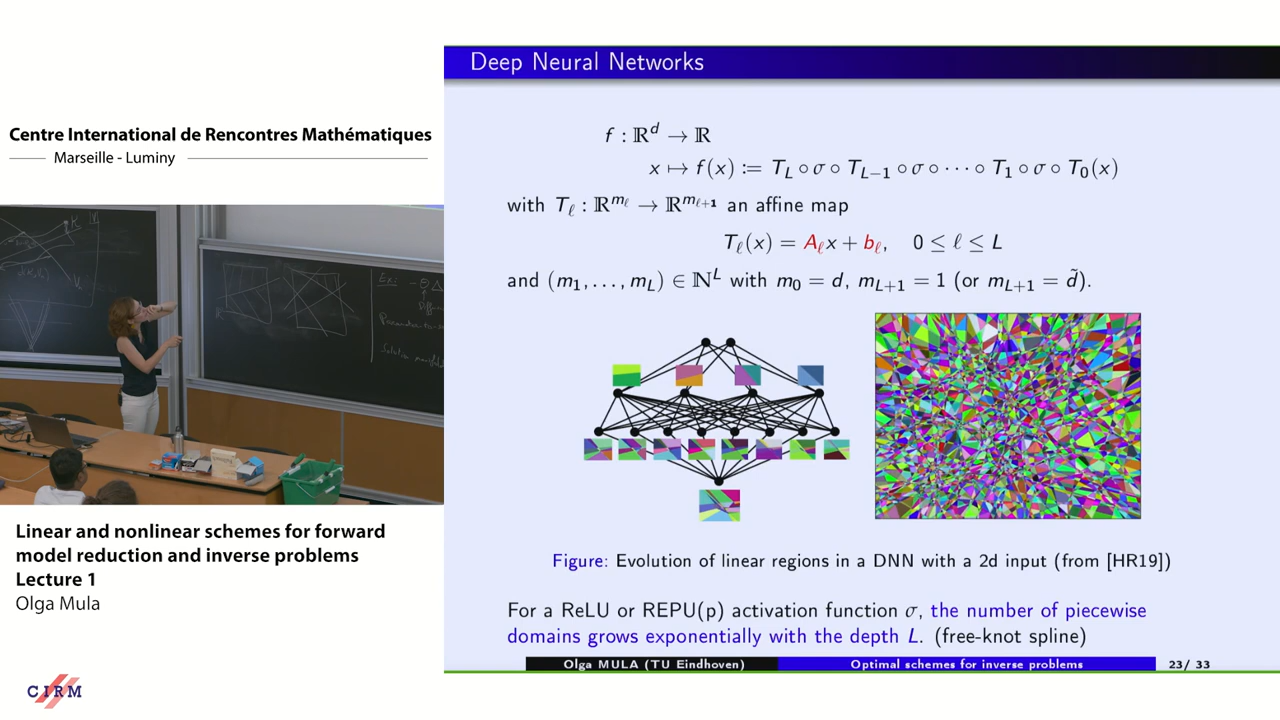 Centre International de Rencontres Mathématiques
Marseille - Luminy
Linear and nonlinear schemes for forward
model reduction and inverse problems
Lecture 1
Olga Mula
CIRM
Deep Neural Networks
f : ℝ^d → ℝ
x ↦ f(x) := T_L ∘ σ ∘ T_{L−1} ∘ σ ∘ ⋯ ∘ T_1 ∘ σ ∘ T_0(x)
with T_ℓ : ℝ^{m_ℓ} → ℝ^{m_{ℓ+1}} an affine map
T_ℓ(x) = A_ℓ x + b_ℓ, 0 ≤ ℓ ≤ L
and (m_1, . . . , m_L) ∈ ℕ^L with m_0 = d, m_{L+1} = 1 (or m_{L+1} = d̃).
Figure: Evolution of linear regions in a DNN with a 2d input (from [HR19])
For a ReLU or REPU(p) activation function σ, the number of piecewise
domains grows exponentially with the depth L. (free-knot spline)
Olga MULA (TU Eindhoven) Optimal schemes for inverse problems 23/ 33